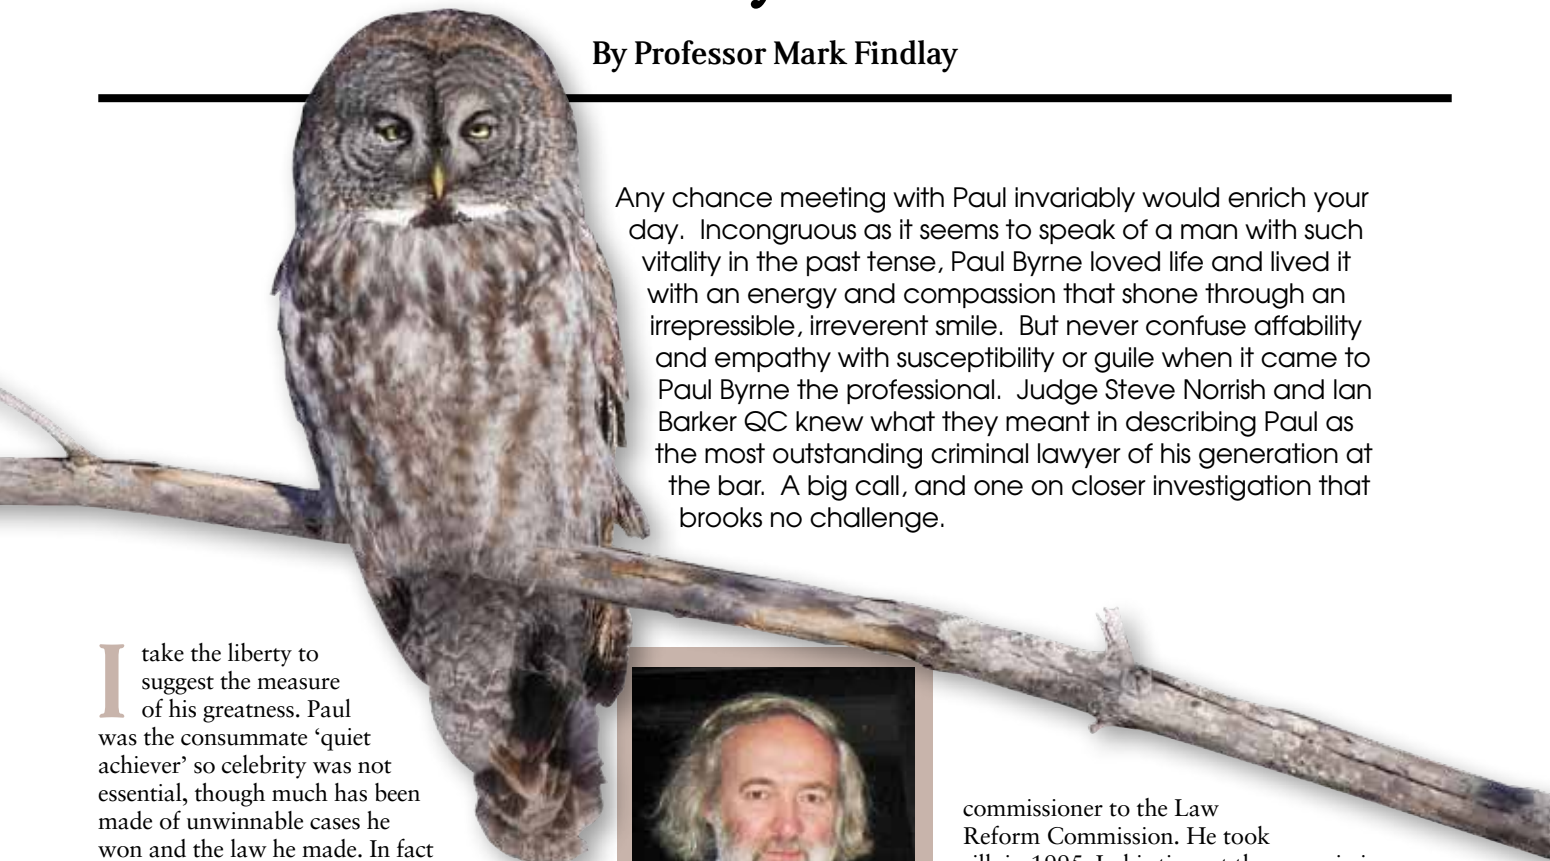 By Professor Mark Findlay
Any chance meeting with Paul invariably would enrich your
day. Incongruous as it seems to speak of a man with such
vitality in the past tense, Paul Byrne loved life and lived it
with an energy and compassion that shone through an
irrepressible, irreverent smile. But never confuse affability
and empathy with susceptibility or guile when it came to
Paul Byrne the professional. Judge Steve Norrish and Ian
Barker QC knew what they meant in describing Paul as
the most outstanding criminal lawyer of his generation at
the bar. A big call, and one on closer investigation that
brooks no challenge.
I take the liberty to
suggest the measure
of his greatness. Paul
was the consummate ‘quiet
achiever’ so celebrity was not
essential, though much has been
made of unwinnable cases he
won and the law he made. In fact
commissioner to the Law
Reform Commission. He took